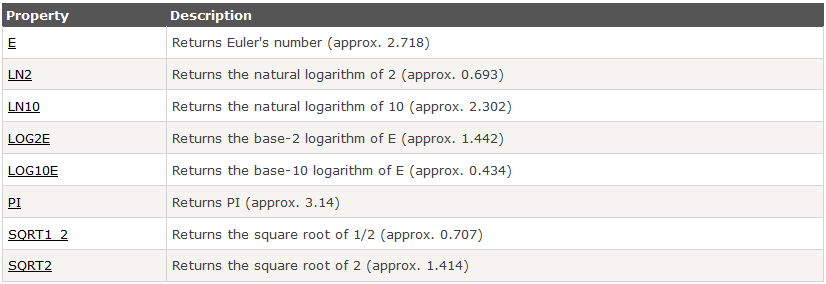 Property Description
E Returns Euler's number (approx. 2.718)
LN2 Returns the natural logarithm of 2 (approx. 0.693)
LN10 Returns the natural logarithm of 10 (approx. 2.302)
LOG2E Returns the base-2 logarithm of E (approx. 1.442)
LOG10E Returns the base-10 logarithm of E (approx. 0.434)
PI Returns PI (approx. 3.14)
SQRT1_2 Returns the square root of 1/2 (approx. 0.707)
SQRT2 Returns the square root of 2 (approx. 1.414)